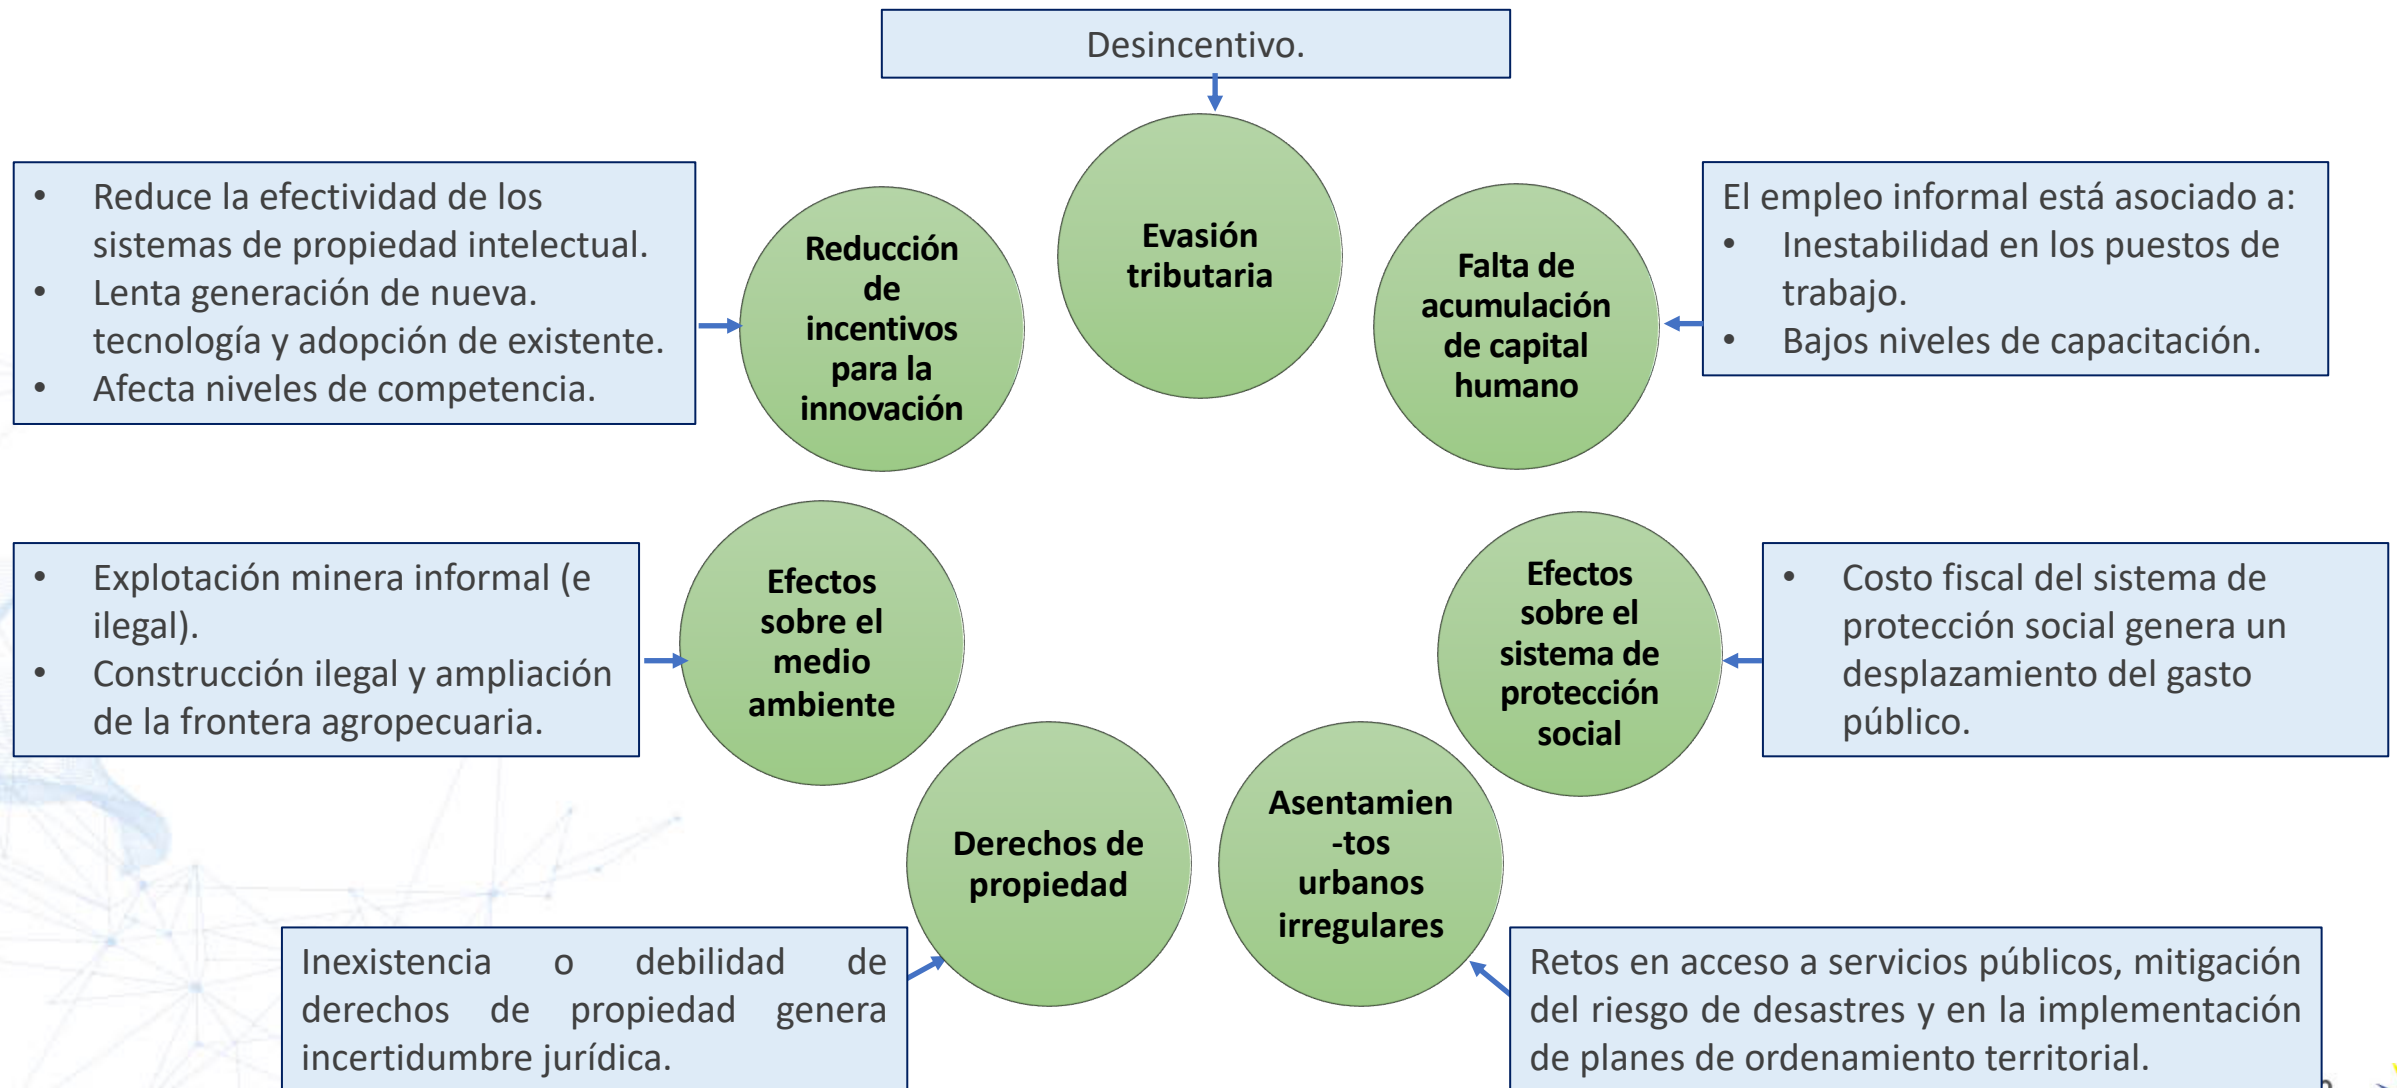 Desincentivo.
• Reduce la efectividad de los
sistemas de propiedad intelectual.
• Lenta generación de nueva.
tecnología y adopción de existente.
• Afecta niveles de competencia.
Reducción
de
incentivos
para la
innovación
Evasión
tributaria
Falta de
acumulación
de capital
humano
El empleo informal está asociado a:
• Inestabilidad en los puestos de
trabajo.
• Bajos niveles de capacitación.
• Explotación minera informal (e
ilegal).
• Construcción ilegal y ampliación
de la frontera agropecuaria.
Efectos
sobre el
medio
ambiente
Efectos
sobre el
sistema de
protección
social
• Costo fiscal del sistema de
protección social genera un
desplazamiento del gasto
público.
Derechos de
propiedad
Asentamien
-tos
urbanos
irregulares
Inexistencia o debilidad de
derechos de propiedad genera
incertidumbre jurídica.
Retos en acceso a servicios públicos, mitigación
del riesgo de desastres y en la implementación
de planes de ordenamiento territorial.